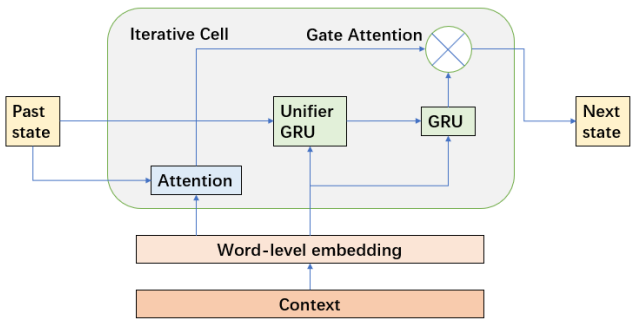 Iterative Cell
Gate Attention
Past
state
Unifier
GRU
GRU
Next
state
Attention
Word-level embedding
Context